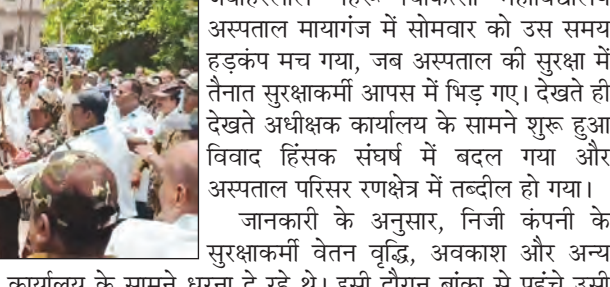 अस्पताल मायागंज में सोमवार को उस समय
हड़कंप मच गया, जब अस्पताल की सुरक्षा में
तैनात सुरक्षाकर्मी आपस में भिड़ गए। देखते ही
देखते अधीक्षक कार्यालय के सामने शुरू हुआ
विवाद हिंसक संघर्ष में बदल गया और
अस्पताल परिसर रणक्षेत्र में तब्दील हो गया।
जानकारी के अनुसार, निजी कंपनी के
सुरक्षाकर्मी वेतन वृद्धि, अवकाश और अन्य
कार्यालय के सामने धरना दे रहे थे। इसी दौरान बांका से पहुंचे उसी